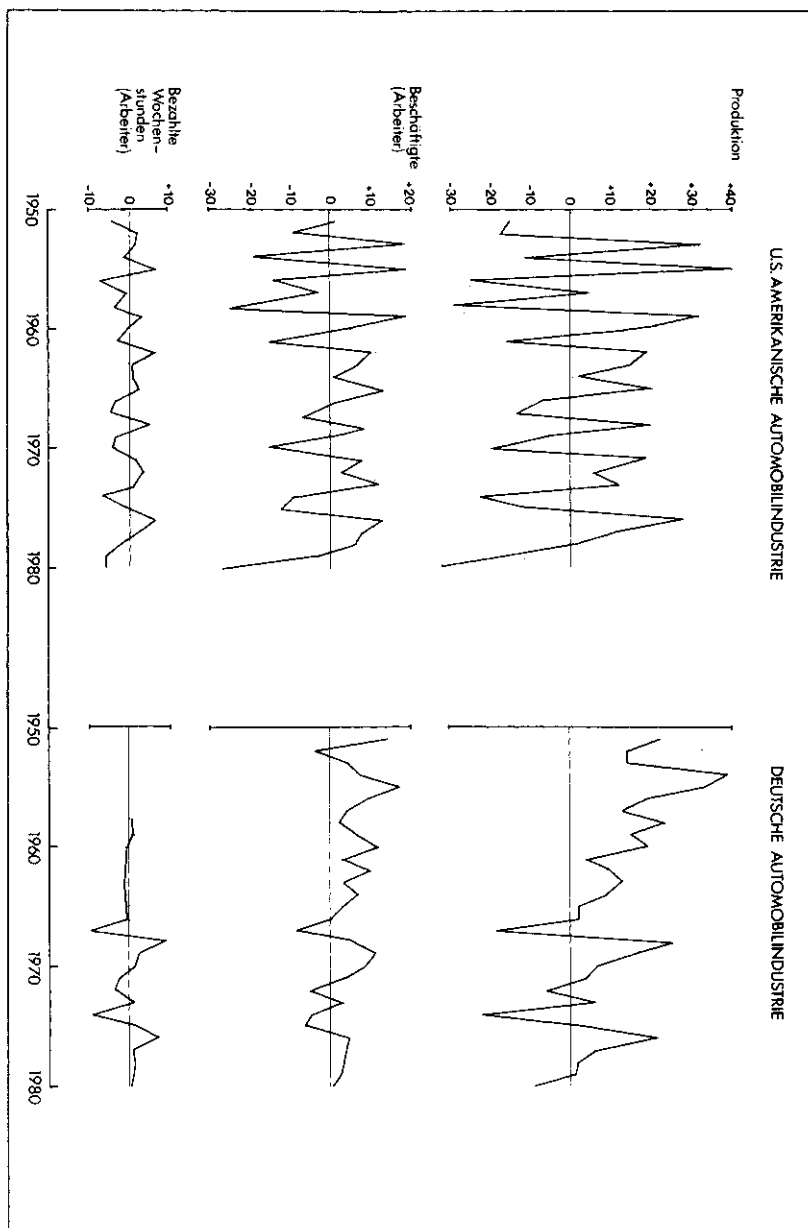 U.S. AMERIKANISCHE AUTOMOBILINDUSTRIE
DEUTSCHE AUTOMOBILINDUSTRIE
Produktion
+40
+30
+20
+10
0
-10
-20
-30
Beschäftigte
(Arbeiter)
+20
+10
0
-10
-20
-30
Bezahlte
Wochen-
stunden
(Arbeiter)
+10
0
-10
1950
1960
1970
1980
1950
1960
1970
1980